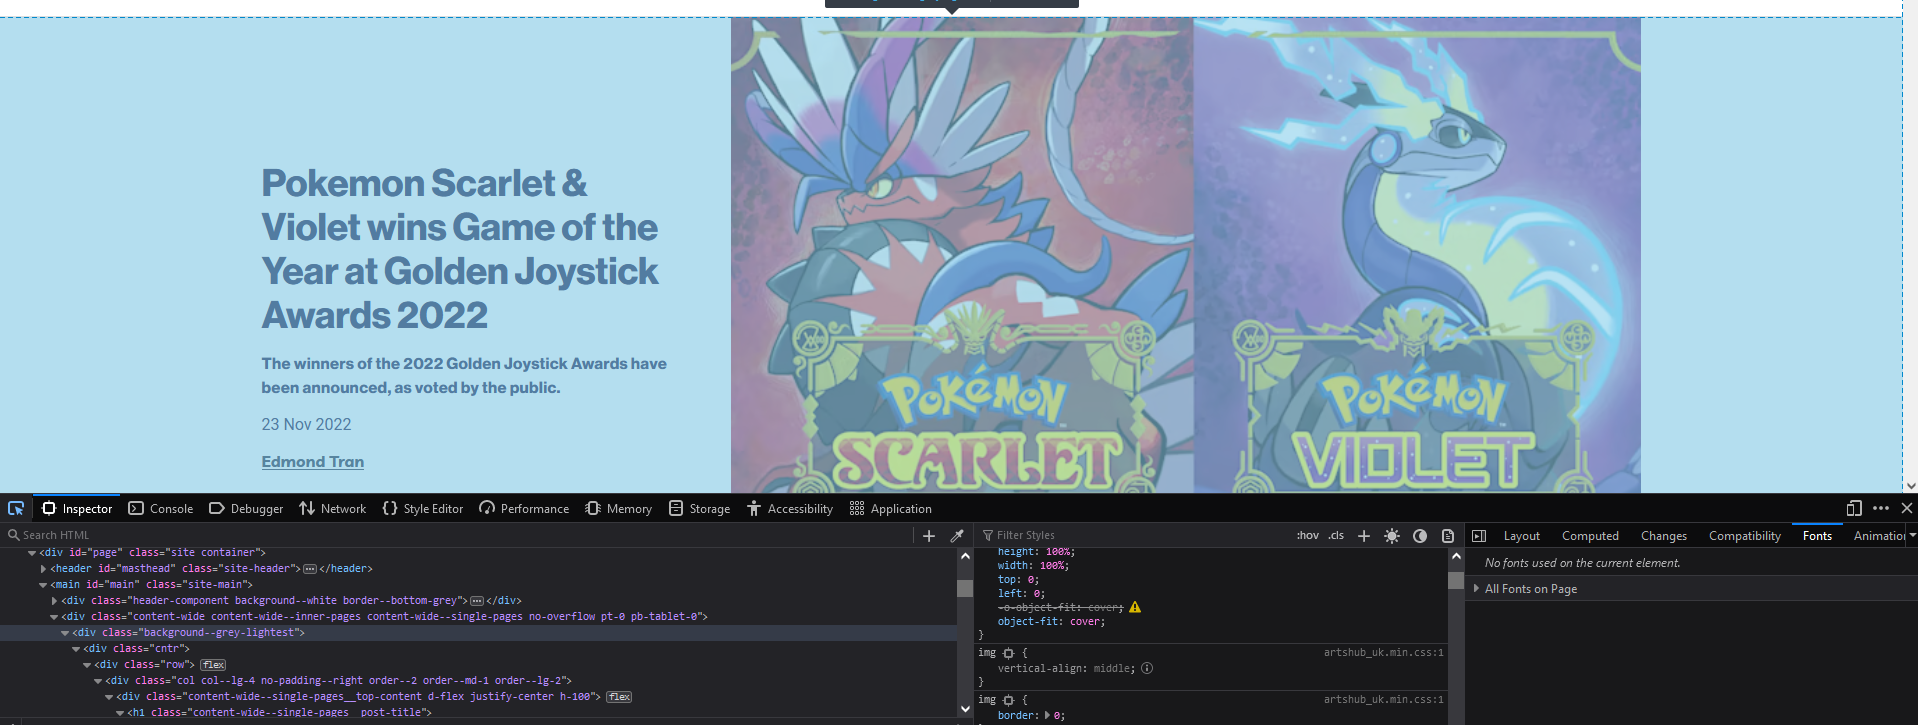 Pokemon Scarlet &
Violet wins Game of the
Year at Golden Joystick
Awards 2022
The winners of the 2022 Golden Joystick Awards have
been announced, as voted by the public.
23 Nov 2022
Edmond Tran
POKéMON
SCARLET
POKéMON
VIOLET
Inspector
Console
Debugger
Network
Style Editor
Performance
Memory
Storage
Accessibility
Application
Search HTML
<div id="page" class="site container">
<header id="masthead" class="site-header"></header>
<main id="main" class="site-main">
<div class="header-component background--white border--bottom-grey"></div>
<div class="content-wide content-wide--inner-pages content-wide--single-pages no-overflow pt-0 pb-tablet-0">
<div class="background--grey-lightest">
<div class="cntr">
<div class="row"> flex
<div class="col col--lg-4 no-padding--right order--2 order--md-1 order--lg-2">
<div class="content-wide--single-pages__top-content d-flex justify-center h-100"> flex
<h1 class="content-wide--single-pages__post-title">
Filter Styles
:hov .cls
height: 100%;
width: 100%;
top: 0;
left: 0;
-o-object-fit: cover;
object-fit: cover;
}
img {
artshub_uk.min.css:1
vertical-align: middle;
}
img {
artshub_uk.min.css:1
border: 0;
Layout
Computed
Changes
Compatibility
Fonts
Animatio
No fonts used on the current element.
All Fonts on Page